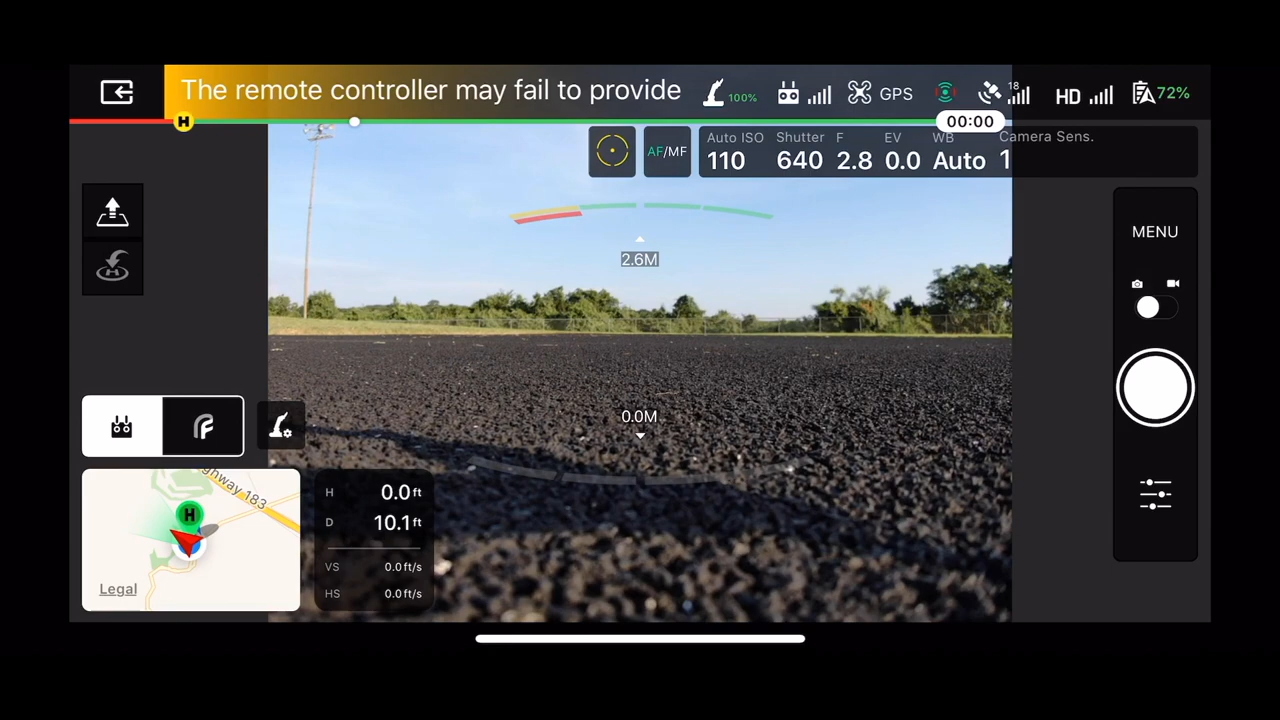 The remote controller may fail to provide
100%
GPS
18
HD
72%
H
00:00
AF/MF
Auto ISO Shutter F EV WB Camera Sens.
110 640 2.8 0.0 Auto 1
2.6M
MENU
0.0M
ghway 183
H
Legal
H 0.0 ft
D 10.1 ft
VS 0.0 ft/s
HS 0.0 ft/s